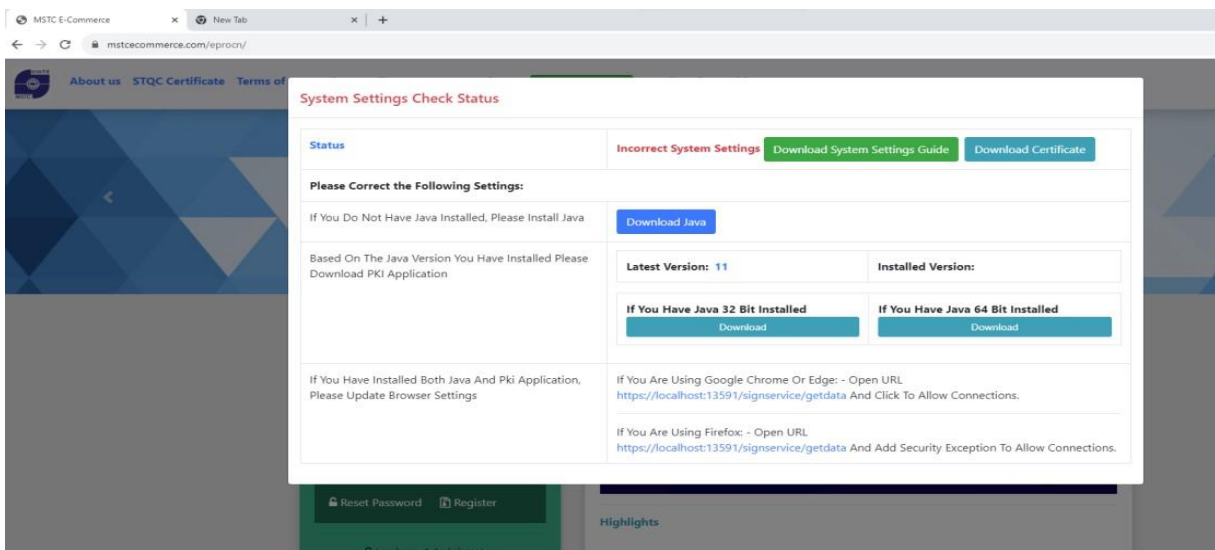 MSTC E-Commerce
New Tab
mstcecommerce.com/eprocn/
MSTC
About us STQC Certificate Terms of
System Settings Check Status
Status
Incorrect System Settings Download System Settings Guide Download Certificate
Please Correct the Following Settings:
If You Do Not Have Java Installed, Please Install Java
Download Java
Based On The Java Version You Have Installed Please
Download PKI Application
Latest Version: 11
Installed Version:
If You Have Java 32 Bit Installed
Download
If You Have Java 64 Bit Installed
Download
If You Have Installed Both Java And Pki Application,
Please Update Browser Settings
If You Are Using Google Chrome Or Edge: - Open URL
https://localhost:13591/signservice/getdata And Click To Allow Connections.
If You Are Using Firefox: - Open URL
https://localhost:13591/signservice/getdata And Add Security Exception To Allow Connections.
Reset Password Register
Highlights